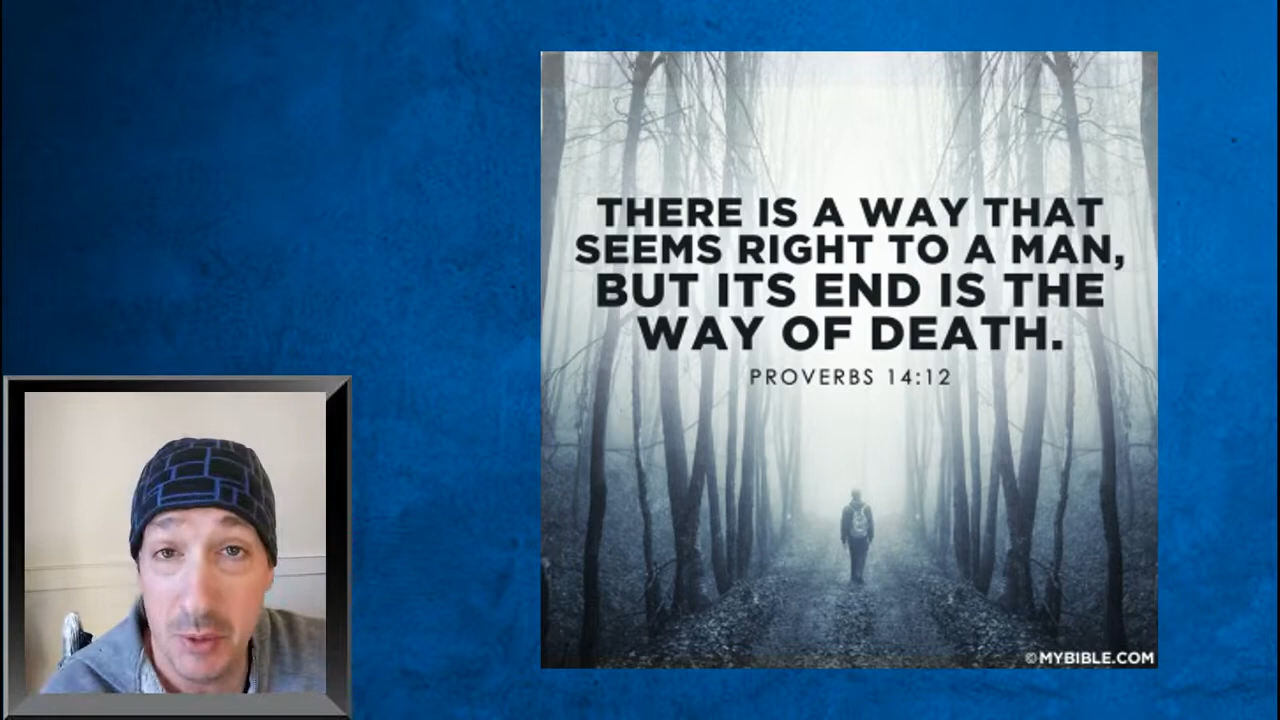 THERE IS A WAY THAT
SEEMS RIGHT TO A MAN,
BUT ITS END IS THE
WAY OF DEATH.
PROVERBS 14:12
©MYBIBLE.COM